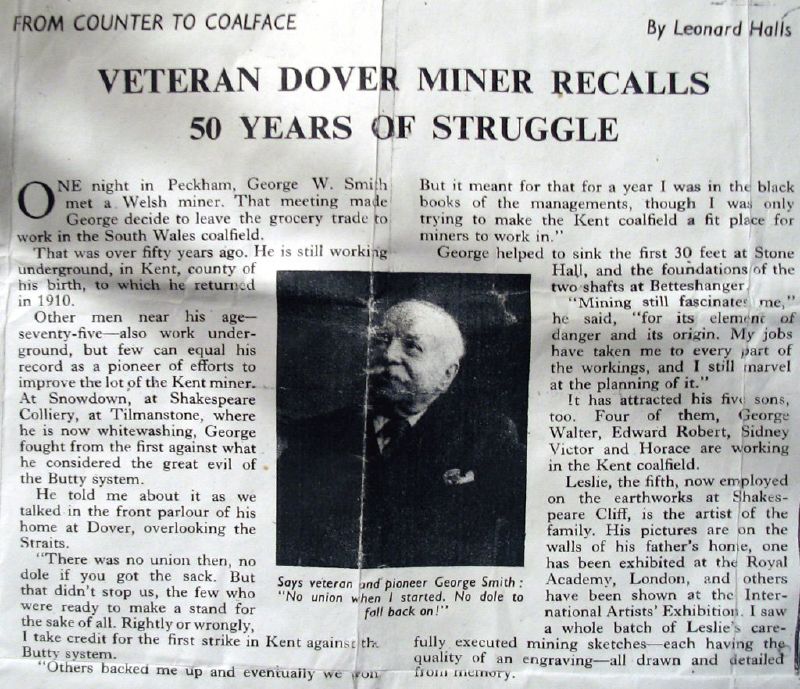 FROM COUNTER TO COALFACE
By Leonard Halls
VETERAN DOVER MINER RECALLS
50 YEARS OF STRUGGLE
ONE night in Peckham, George W. Smith
met a Welsh miner. That meeting made
George decide to leave the grocery trade to
work in the South Wales coalfield.
That was over fifty years ago. He is still working
underground, in Kent, county of
his birth, to which he returned
in 1910.
Other men near his age—
seventy-five—also work under-
ground, but few can equal his
record as a pioneer of efforts to
improve the lot of the Kent miner.
At Snowdown, at Shakespeare
Colliery, at Tilmanstone, where
he is now whitewashing, George
fought from the first against what
he considered the great evil of
the Butty system.
He told me about it as we
talked in the front parlour of his
home at Dover, overlooking the
Straits.
"There was no union then, no
dole if you got the sack. But
that didn't stop us, the few who
were ready to make a stand for
the sake of all. Rightly or wrongly,
I take credit for the first strike in Kent against the
Butty system.
"Others backed me up and eventually we won
Says veteran and pioneer George Smith:
"No union when I started. No dole to
fall back on!"
But it meant for that for a year I was in the black
books of the managements, though I was only
trying to make the Kent coalfield a fit place for
miners to work in."
George helped to sink the first 30 feet at Stone
Hall, and the foundations of the
two shafts at Betteshanger.
"Mining still fascinates me,"
he said, "for its element of
danger and its origin. My jobs
have taken me to every part of
the workings, and I still marvel
at the planning of it."
It has attracted his five sons,
too. Four of them, George
Walter, Edward Robert, Sidney
Victor and Horace are working
in the Kent coalfield.
Leslie, the fifth, now employed
on the earthworks at Shakes-
peare Cliff, is the artist of the
family. His pictures are on the
walls of his father's home, one
has been exhibited at the Royal
Academy, London, and others
have been shown at the Inter-
national Artists' Exhibition. I saw
a whole batch of Leslie's care-
fully executed mining sketches—each having the
quality of an engraving—all drawn and detailed
from memory.